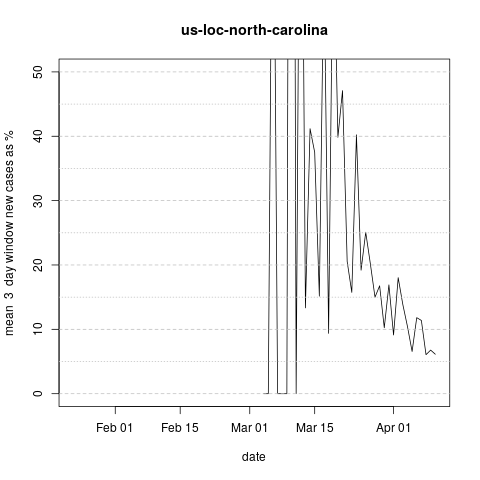 us-loc-north-carolina
mean 3 day window new cases as %
50
40
30
20
10
0
Feb 01 Feb 15 Mar 01 Mar 15 Apr 01
date